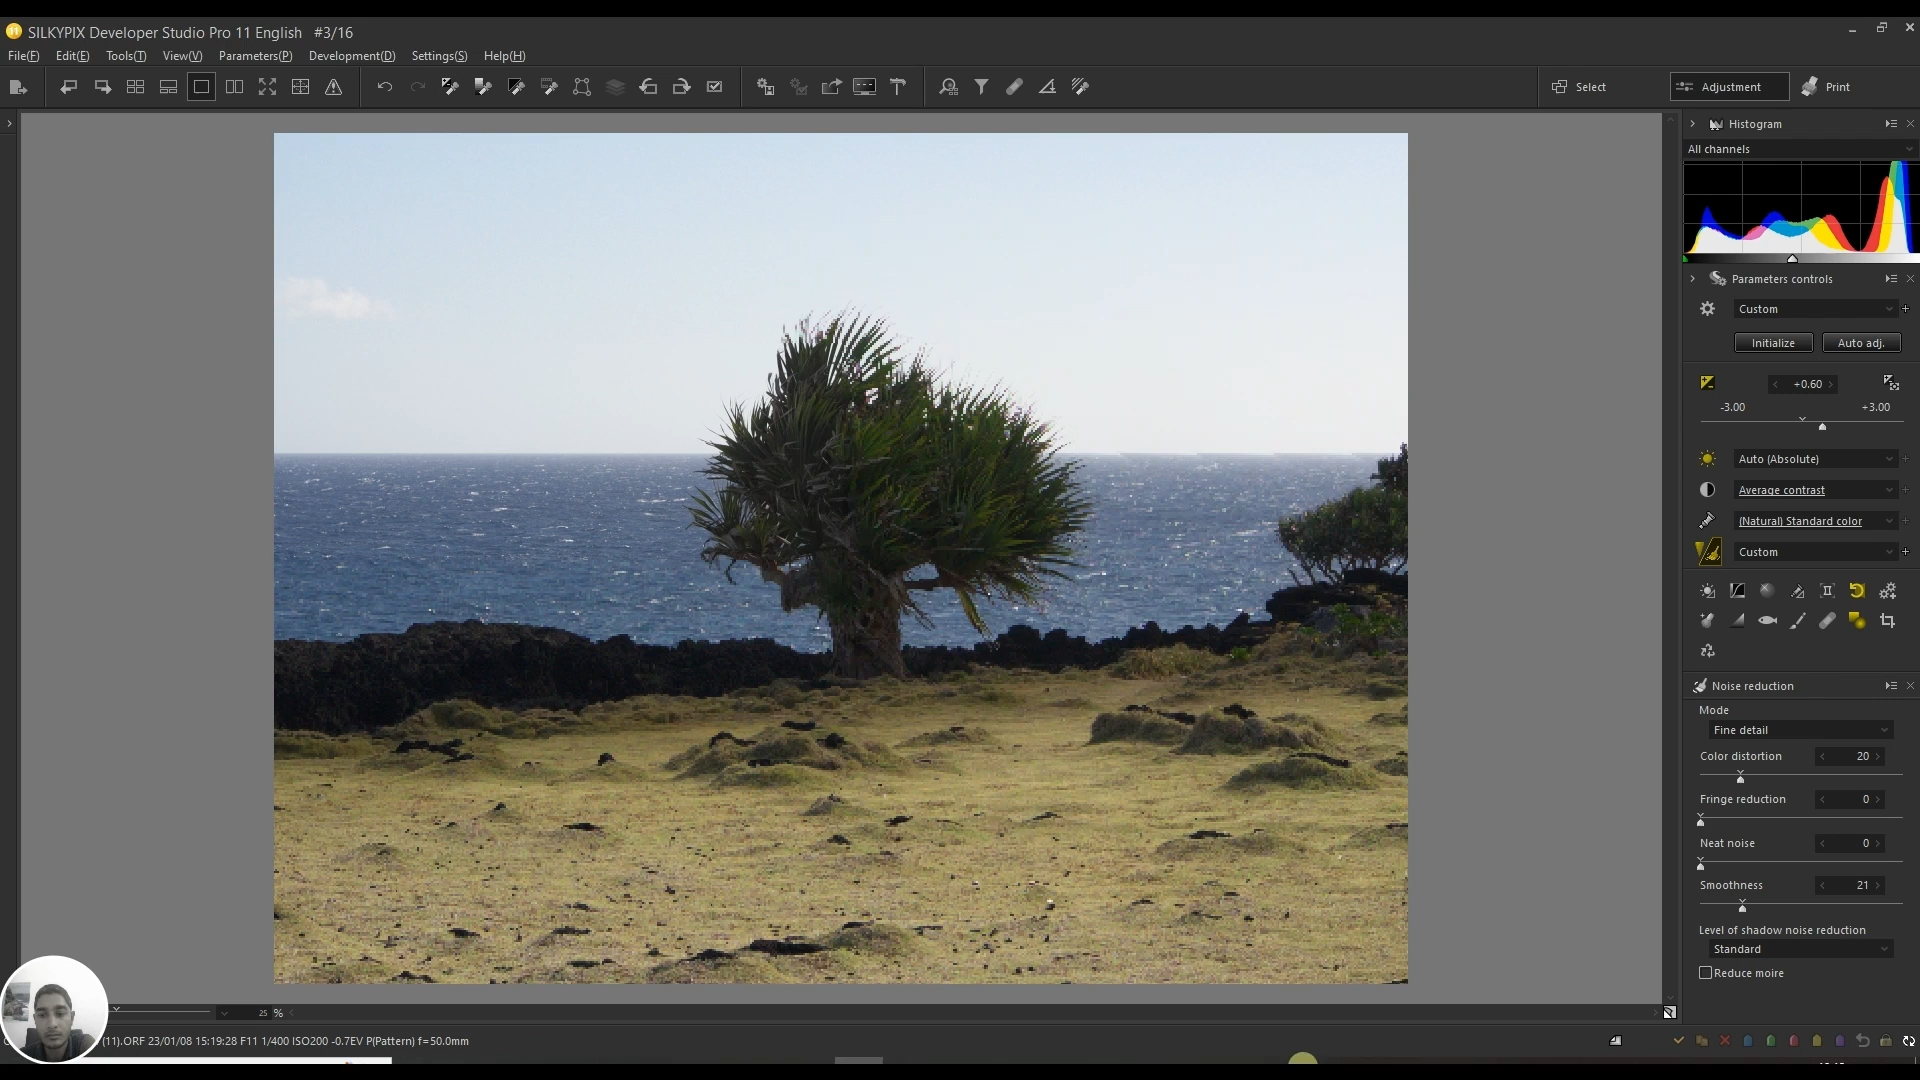 SILKYPIX Developer Studio Pro 11 English #3/16
File(F) Edit(E) Tools(T) View(V) Parameters(P) Development(D) Settings(S) Help(H)
Select Adjustment Print
Histogram
All channels
Parameters controls
Custom
Initialize Auto adj.
+0.60
-3.00 +3.00
Auto (Absolute)
Average contrast
(Natural) Standard color
Custom
Noise reduction
Mode
Fine detail
Color distortion 20
Fringe reduction 0
Neat noise 0
Smoothness 21
Level of shadow noise reduction
Standard
Reduce moire
25 %
(11).ORF 23/01/08 15:19:28 F11 1/400 ISO200 -0.7EV P(Pattern) f=50.0mm